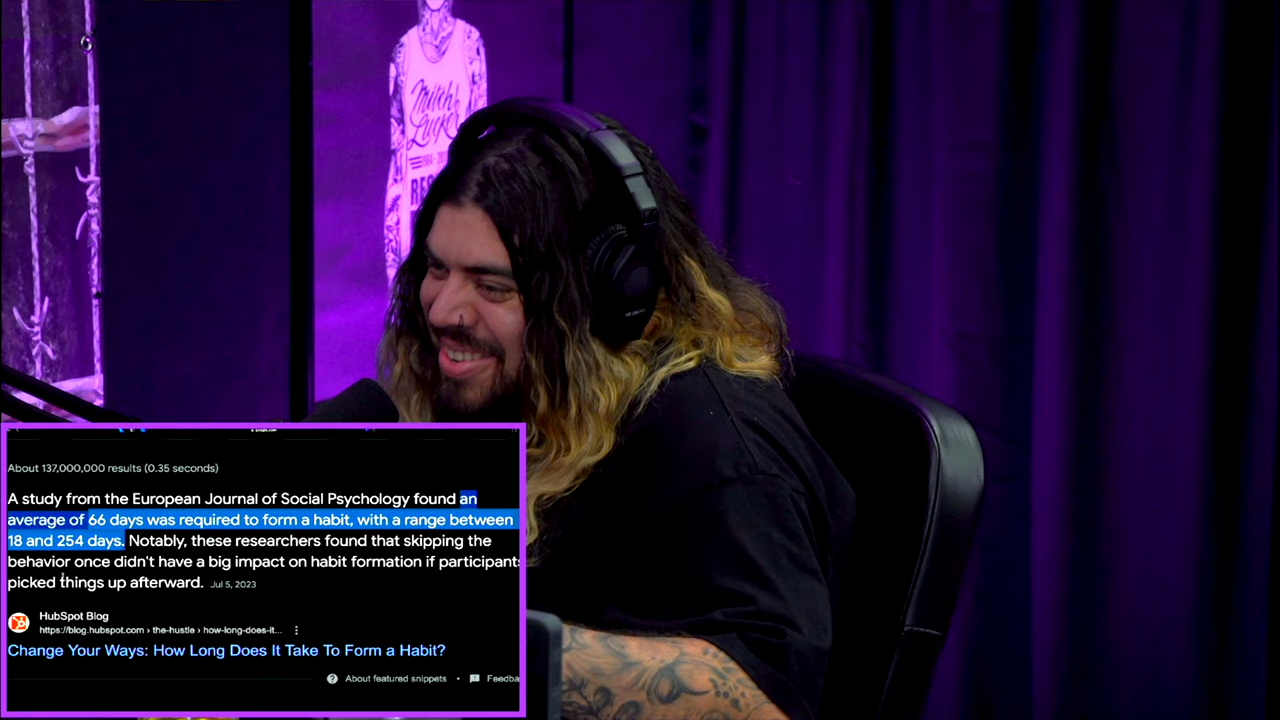 Mitch
Lucker
About 137,000,000 results (0.35 seconds)
A study from the European Journal of Social Psychology found an
average of 66 days was required to form a habit, with a range between
18 and 254 days. Notably, these researchers found that skipping the
behavior once didn't have a big impact on habit formation if participants
picked things up afterward. Jul 5, 2023
HubSpot Blog
https://blog.hubspot.com › the-hustle › how-long-does-it...
Change Your Ways: How Long Does It Take To Form a Habit?
About featured snippets • Feedba